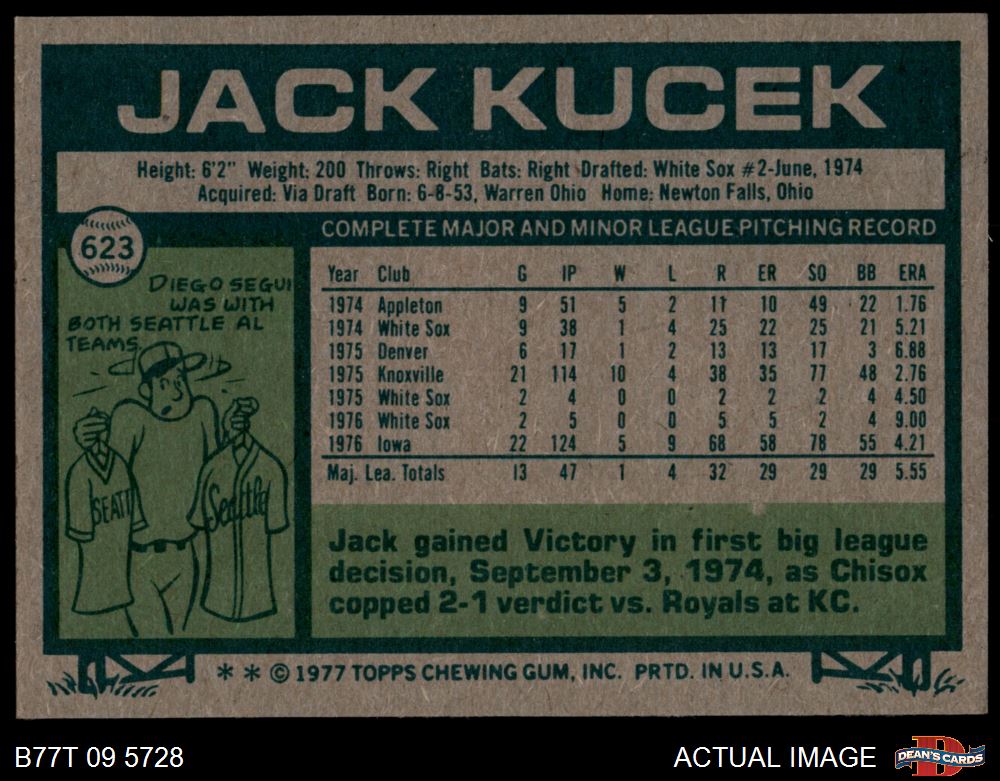 JACK KUCEK
Height: 6'2" Weight: 200 Throws: Right Bats: Right Drafted: White Sox #2-June, 1974
Acquired: Via Draft Born: 6-8-53, Warren Ohio Home: Newton Falls, Ohio
623
DIEGO SEGUI
WAS WITH
BOTH SEATTLE AL
TEAMS.
SEATT
Seattle
COMPLETE MAJOR AND MINOR LEAGUE PITCHING RECORD
Year Club G IP W L R ER SO BB ERA
1974 Appleton 9 51 5 2 11 10 49 22 1.76
1974 White Sox 9 38 1 4 25 22 25 21 5.21
1975 Denver 6 17 1 2 13 13 17 3 6.88
1975 Knoxville 21 114 10 4 38 35 77 48 2.76
1975 White Sox 2 4 0 0 2 2 2 4 4.50
1976 White Sox 2 5 0 0 5 5 2 4 9.00
1976 Iowa 22 124 5 9 68 58 78 55 4.21
Maj. Lea. Totals 13 47 1 4 32 29 29 29 5.55
Jack gained Victory in first big league
decision, September 3, 1974, as Chisox
copped 2-1 verdict vs. Royals at KC.
* * © 1977 TOPPS CHEWING GUM, INC. PRTD. IN U.S.A.
B77T 09 5728
ACTUAL IMAGE
D
DEAN'S CARDS